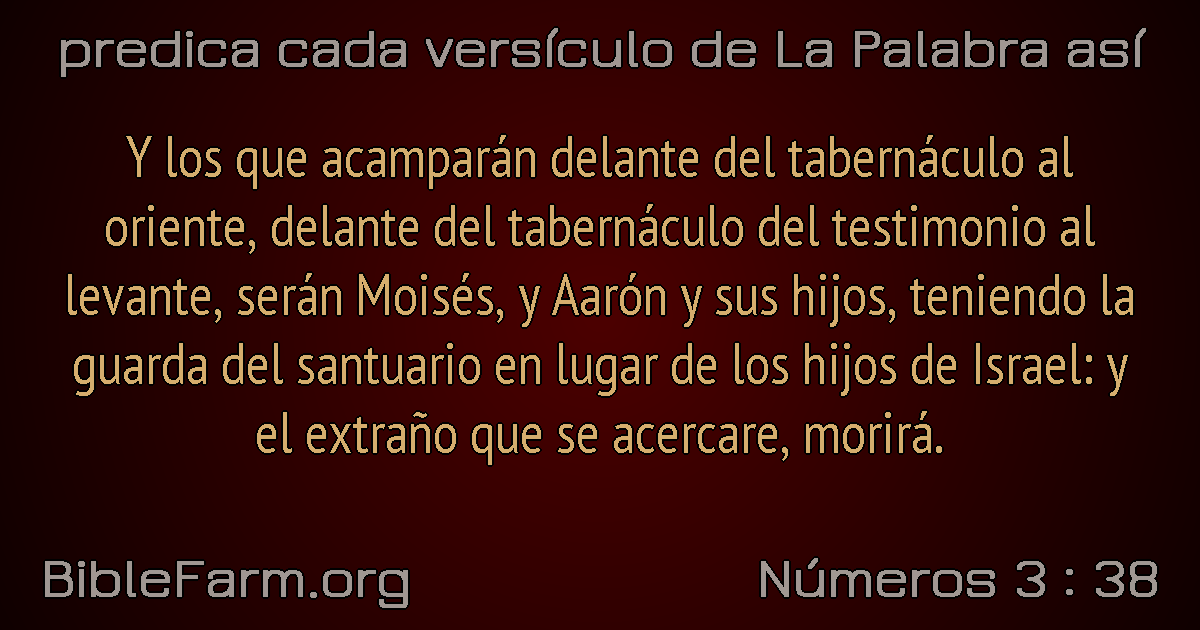 predica cada versículo de La Palabra así
Y los que acamparán delante del tabernáculo al
oriente, delante del tabernáculo del testimonio al
levante, serán Moisés, y Aarón y sus hijos, teniendo la
guarda del santuario en lugar de los hijos de Israel: y
el extraño que se acercare, morirá.
BibleFarm.org
Números 3 : 38